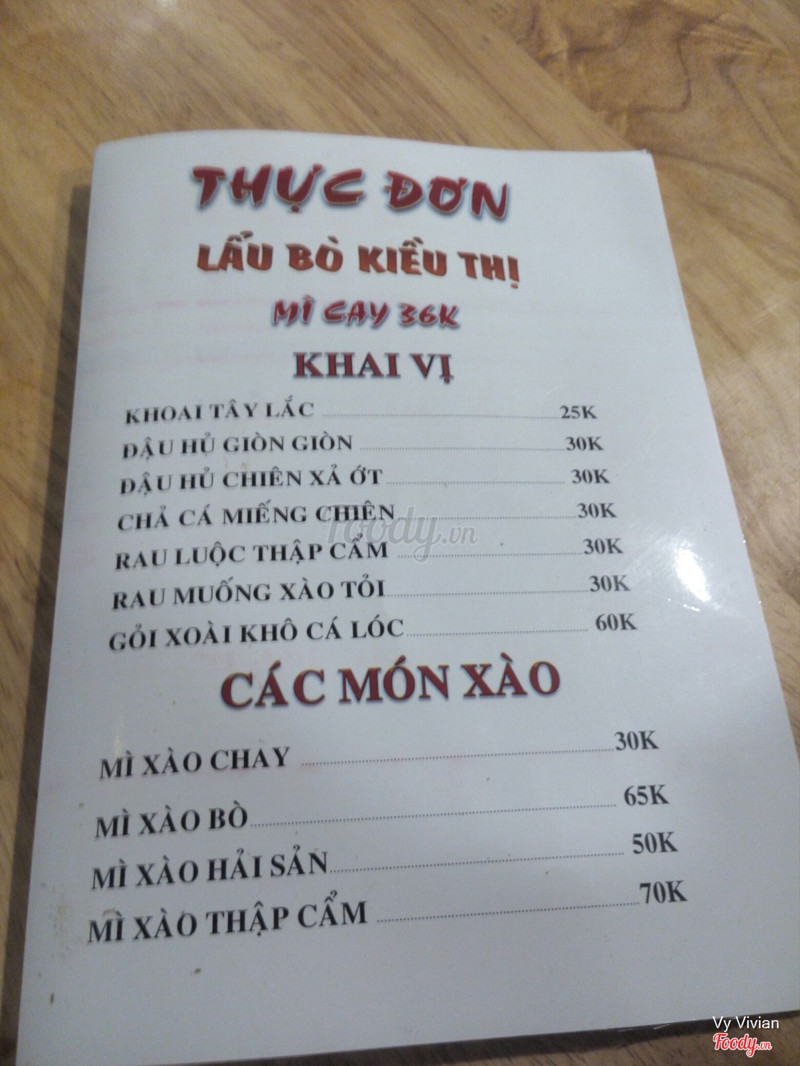 THỰC ĐƠN
LẨU BÒ KIỀU THỊ
MÌ CAY 36K
KHAI VỊ
KHOAI TÂY LẮC 25K
ĐẬU HỦ GIÒN GIÒN 30K
ĐẬU HỦ CHIÊN XẢ ỚT 30K
CHẢ CÁ MIẾNG CHIÊN 30K
foody.vn
RAU LUỘC THẬP CẨM 30K
RAU MUỐNG XÀO TỎI 30K
GỎI XOÀI KHÔ CÁ LÓC 60K
CÁC MÓN XÀO
MÌ XÀO CHAY 30K
MÌ XÀO BÒ 65K
MÌ XÀO HẢI SẢN 50K
MÌ XÀO THẬP CẨM 70K
Vy Vivian
Foody.vn